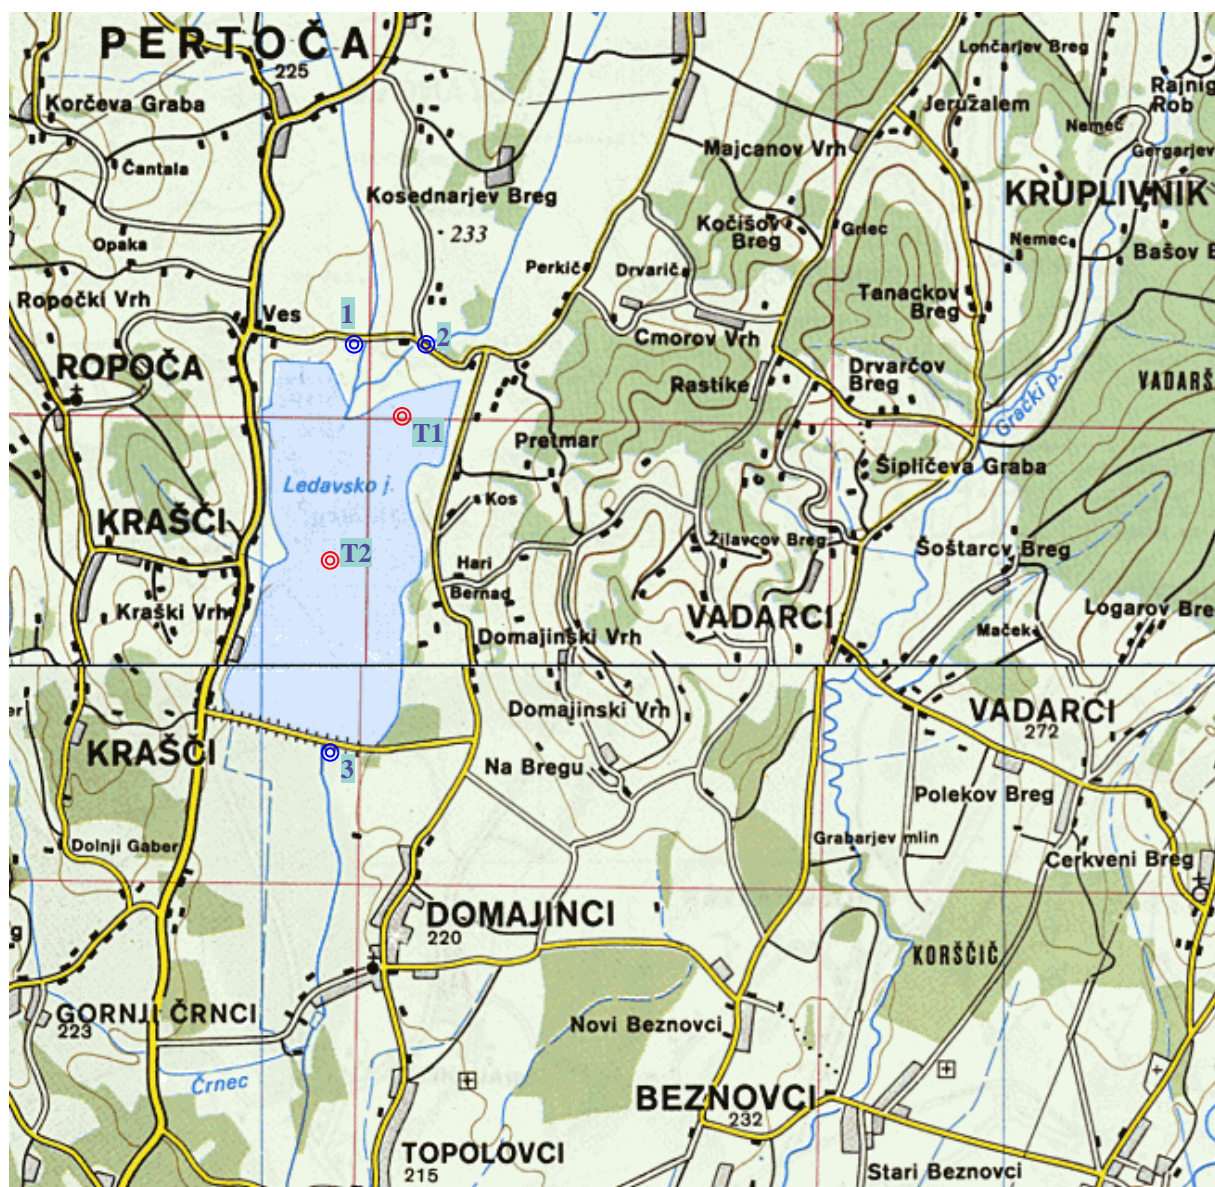 PERTOČA
225
Lončarjev Breg
Korčeva Graba
Jeružalem
Rajnig
Rob
Nemec
Majcanov Vrh
Gergarjev
Čantala
Kosednarjev Breg
KRUPLIVNIK
233
Kočišov
Breg
Griec
Nemec
Opaka
Bašov B
Perkič
Drvarič
Ropočki Vrh
Tanackov
Breg
Ves
1
2
Cmorov Vrh
ROPOČA
Drvarčov
Breg
Rastike
VADARŠ
Grački p.
T1
Pretmar
Šipličeva Graba
Ledavsko j.
Kos
KRAŠČI
Žilavcov Breg
Šoštarcv Breg
T2
Hari
Bernad
Kraški Vrh
VADARCI
Logarov Bre
Domajinski Vrh
Maček
er
Domajinski Vrh
VADARCI
272
KRAŠČI
3
Na Bregu
Polekov Breg
Dolnji Gaber
Grabarjev mlin
Cerkveni Breg
DOMAJINCI
220
g
KORŠČIČ
GORNJI ČRNCI
223
Novi Beznovci
Črnec
BEZNOVCI
232
TOPOLOVCI
215
Stari Beznovci